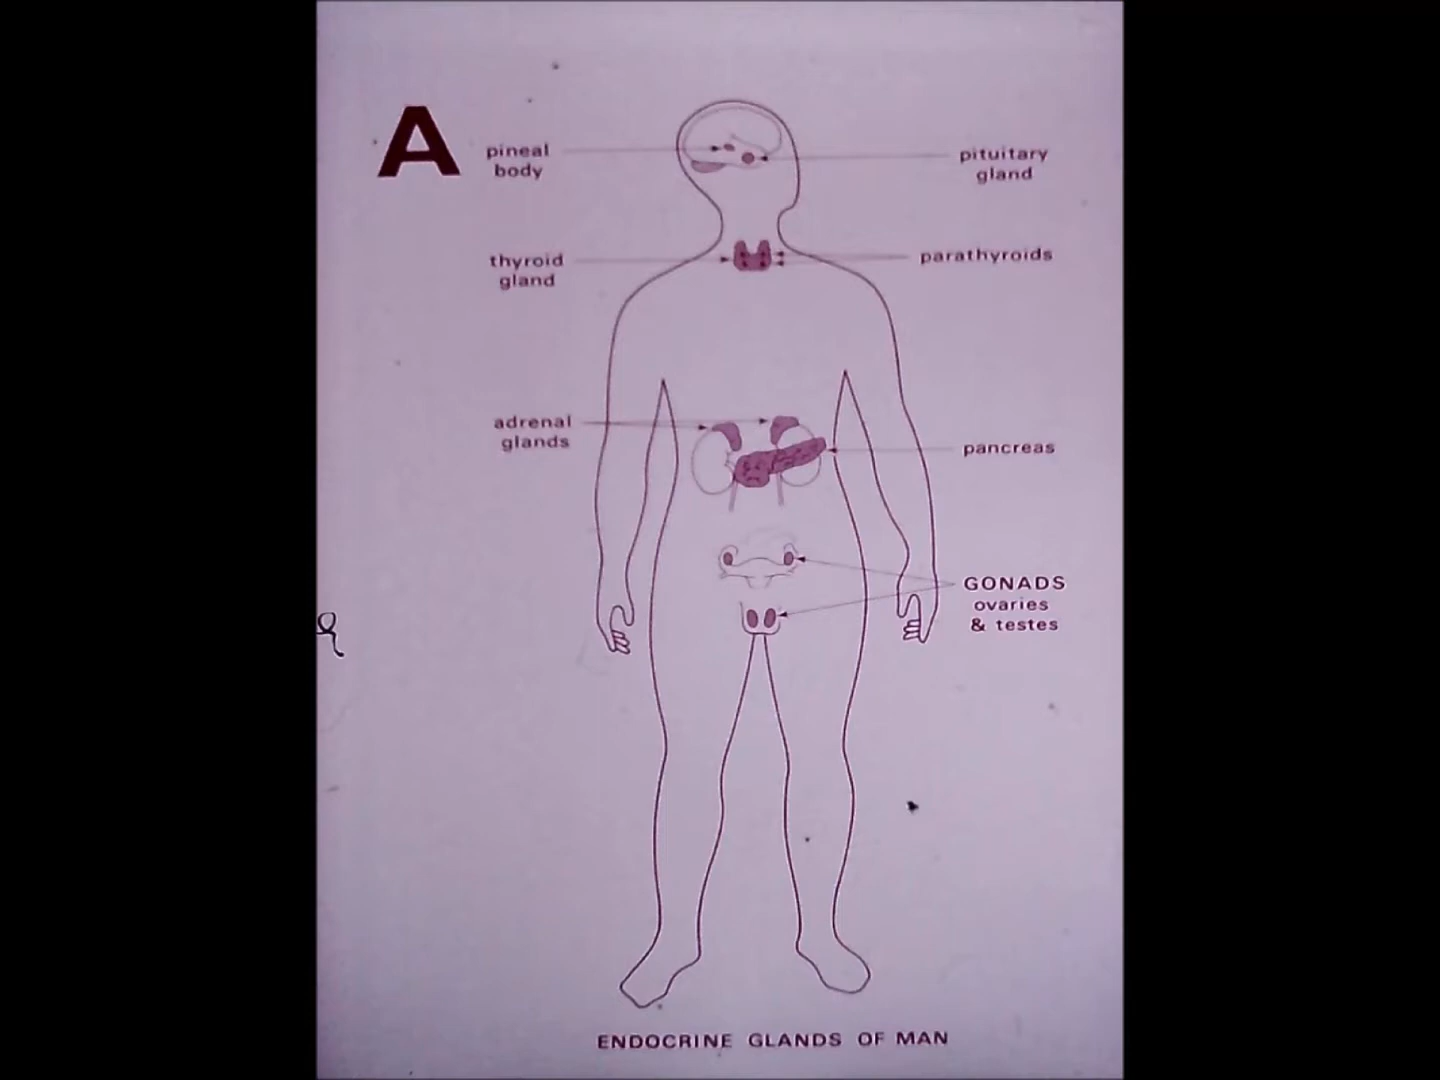 A
pineal
body
pituitary
gland
thyroid
gland
parathyroids
adrenal
glands
pancreas
GONADS
ovaries
& testes
ENDOCRINE GLANDS OF MAN